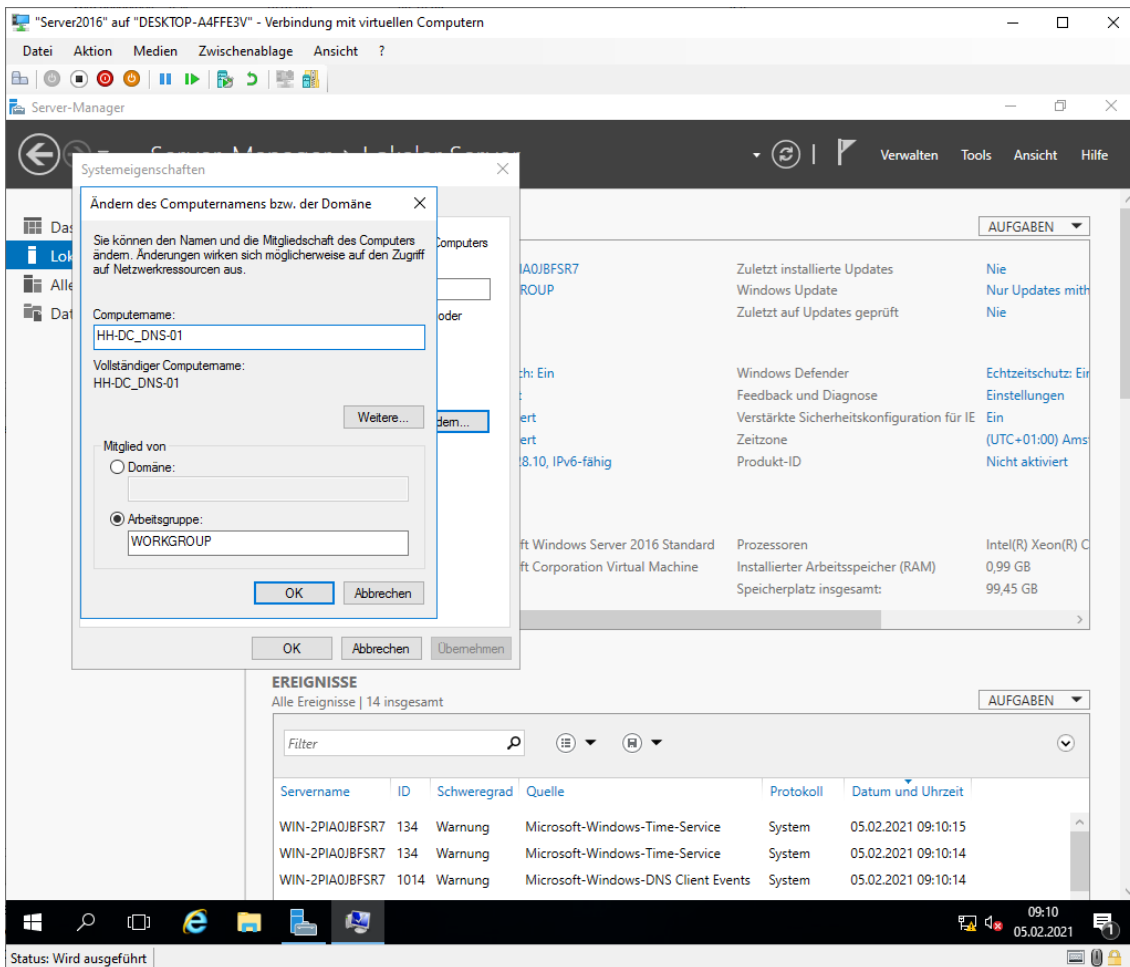 "Server2016" auf "DESKTOP-A4FFE3V" - Verbindung mit virtuellen Computern
Datei Aktion Medien Zwischenablage Ansicht ?
Server-Manager
Verwalten Tools Ansicht Hilfe
Systemeigenschaften
Ändern des Computernamens bzw. der Domäne
Sie können den Namen und die Mitgliedschaft des Computers
ändern. Änderungen wirken sich möglicherweise auf den Zugriff
auf Netzwerkressourcen aus.
Computername:
HH-DC_DNS-01
Vollständiger Computername:
HH-DC_DNS-01
Weitere...
Mitglied von
Domäne:
Arbeitsgruppe:
WORKGROUP
OK Abbrechen
Computers
oder
dern...
OK Abbrechen Übernehmen
Das
Lok
Alle
Dat
AUFGABEN
IA0JBFSR7 Zuletzt installierte Updates Nie
ROUP Windows Update Nur Updates mith
Zuletzt auf Updates geprüft Nie
ch: Ein Windows Defender Echtzeitschutz: Ein
Feedback und Diagnose Einstellungen
ert Verstärkte Sicherheitskonfiguration für IE Ein
ert Zeitzone (UTC+01:00) Ams
8.10, IPv6-fähig Produkt-ID Nicht aktiviert
ft Windows Server 2016 Standard Prozessoren Intel(R) Xeon(R) C
ft Corporation Virtual Machine Installierter Arbeitsspeicher (RAM) 0,99 GB
Speicherplatz insgesamt: 99,45 GB
EREIGNISSE
Alle Ereignisse | 14 insgesamt
AUFGABEN
Filter
Servername ID Schweregrad Quelle Protokoll Datum und Uhrzeit
WIN-2PIA0JBFSR7 134 Warnung Microsoft-Windows-Time-Service System 05.02.2021 09:10:15
WIN-2PIA0JBFSR7 134 Warnung Microsoft-Windows-Time-Service System 05.02.2021 09:10:14
WIN-2PIA0JBFSR7 1014 Warnung Microsoft-Windows-DNS Client Events System 05.02.2021 09:10:14
09:10
05.02.2021
1
Status: Wird ausgeführt